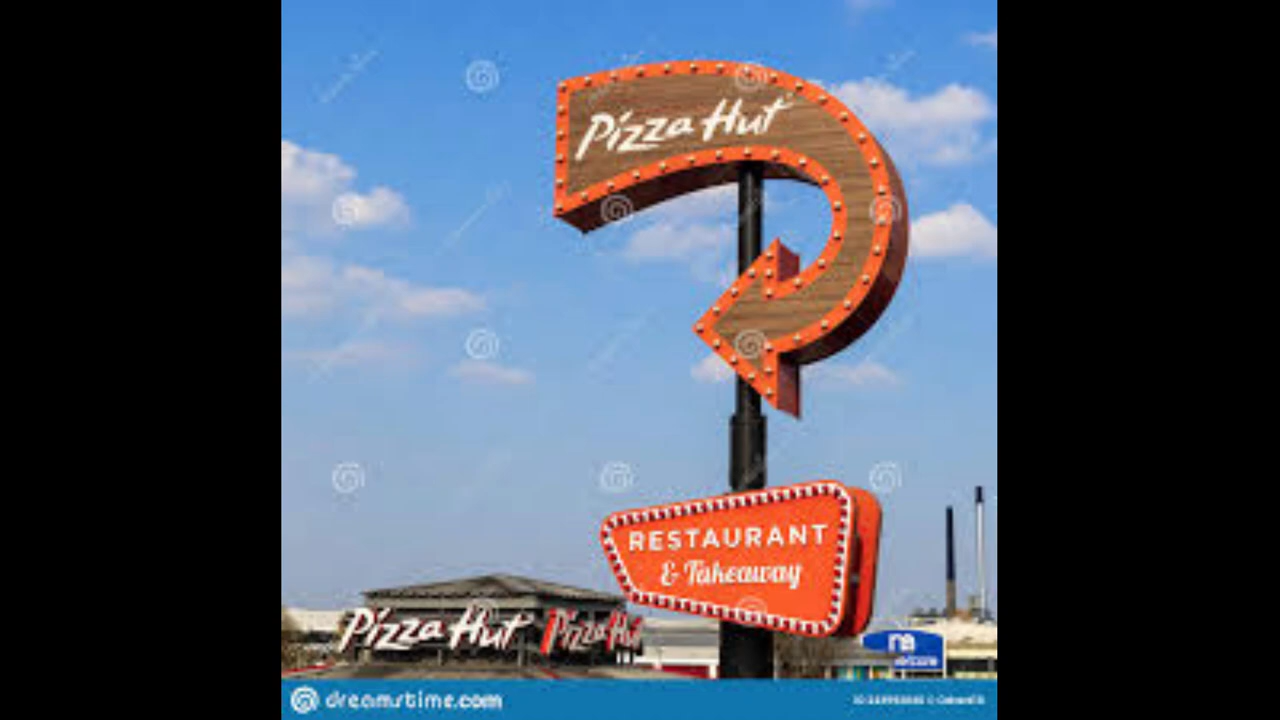 Pizza Hut
RESTAURANT
& Takeaway
Pizza Hut Pizza Hut
dreamstime.com